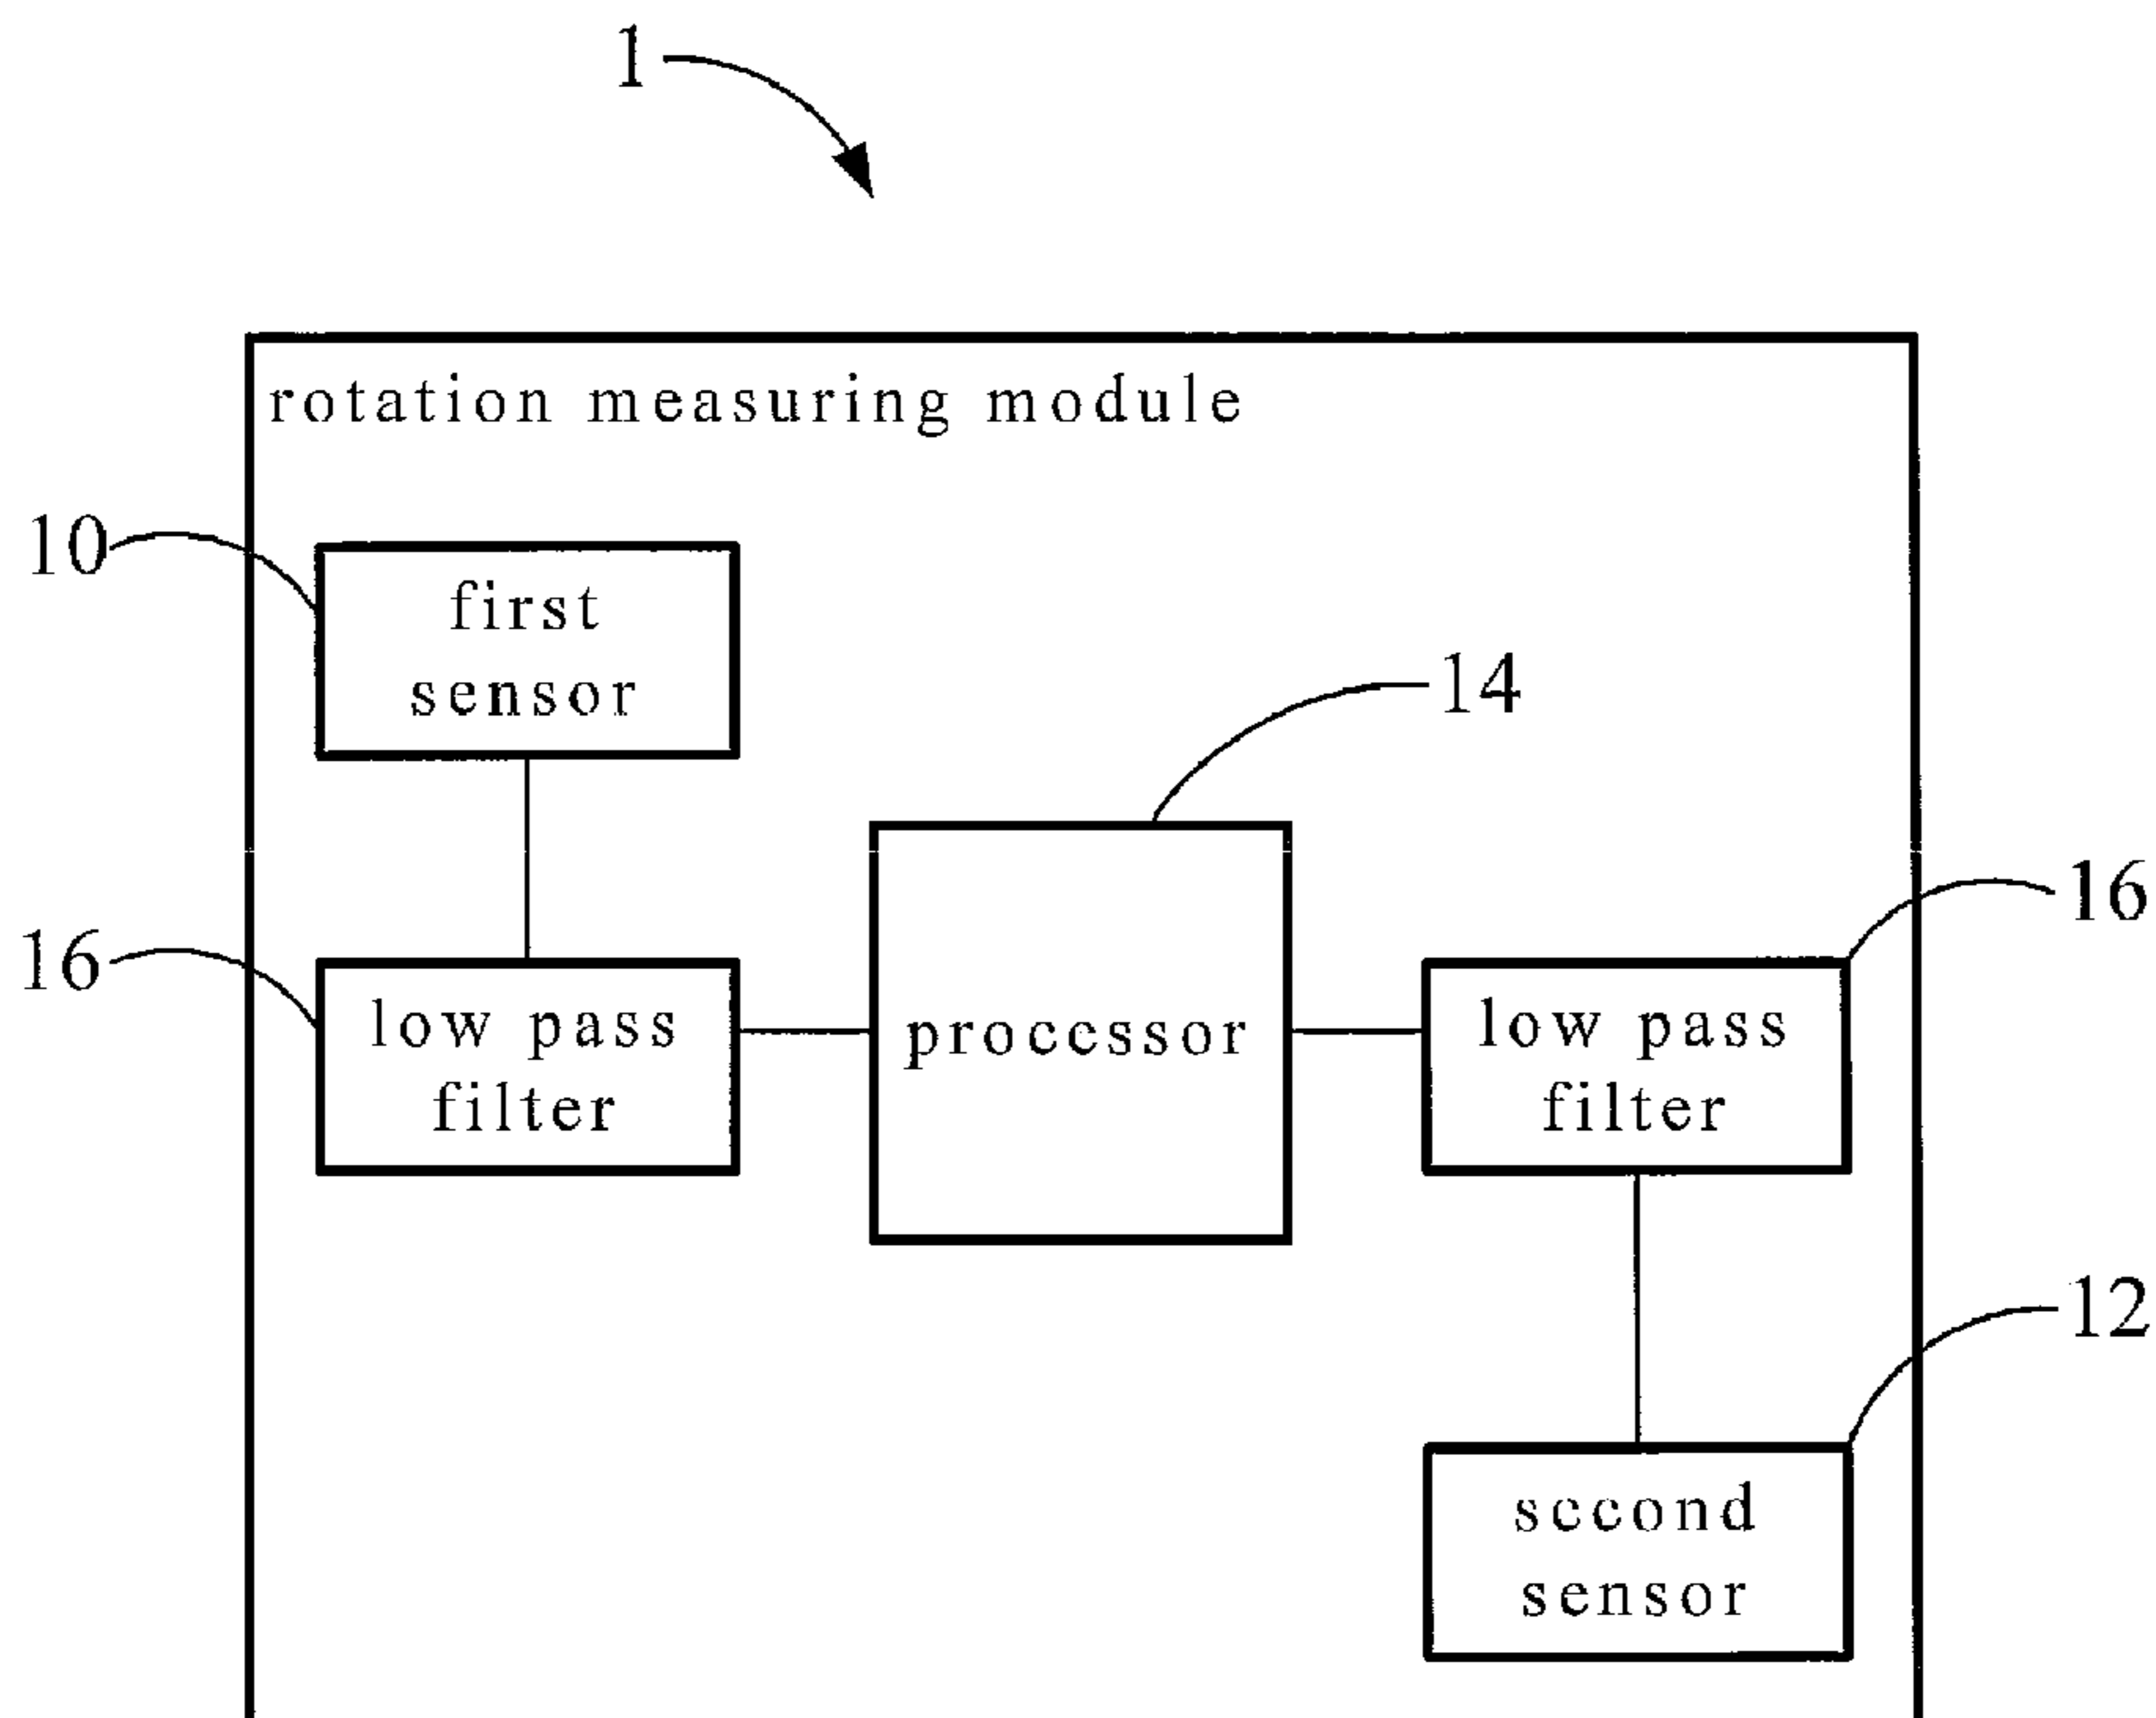 1
rotation measuring module
10
first
sensor
14
16
low pass
filter
processor
16
low pass
filter
12
second
sensor